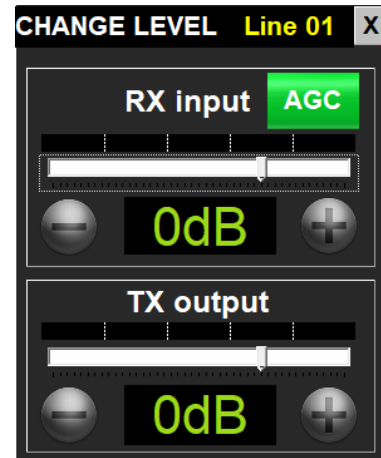 CHANGE LEVEL Line 01 X
RX input AGC
0dB
TX output
0dB